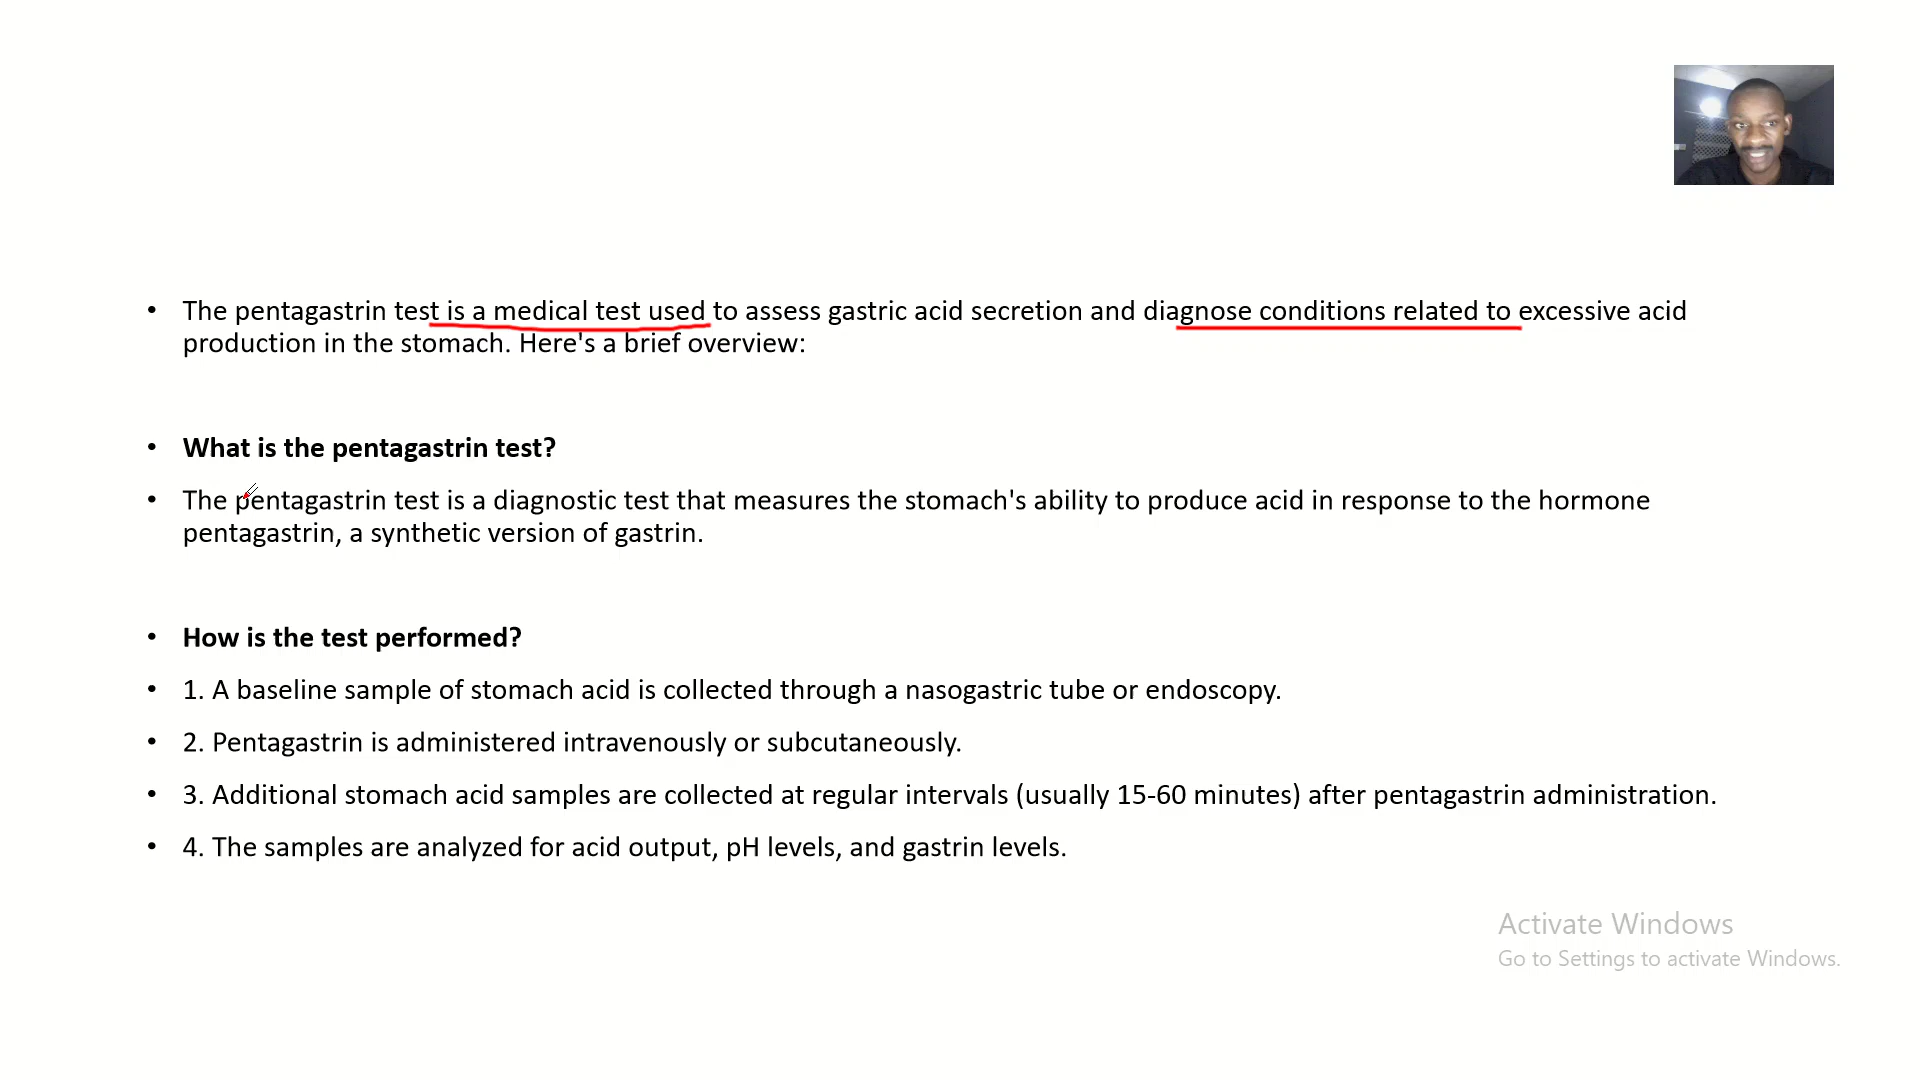 • The pentagastrin test is a medical test used to assess gastric acid secretion and diagnose conditions related to excessive acid
production in the stomach. Here's a brief overview:
• What is the pentagastrin test?
• The pentagastrin test is a diagnostic test that measures the stomach's ability to produce acid in response to the hormone
pentagastrin, a synthetic version of gastrin.
• How is the test performed?
• 1. A baseline sample of stomach acid is collected through a nasogastric tube or endoscopy.
• 2. Pentagastrin is administered intravenously or subcutaneously.
• 3. Additional stomach acid samples are collected at regular intervals (usually 15-60 minutes) after pentagastrin administration.
• 4. The samples are analyzed for acid output, pH levels, and gastrin levels.
Activate Windows
Go to Settings to activate Windows.